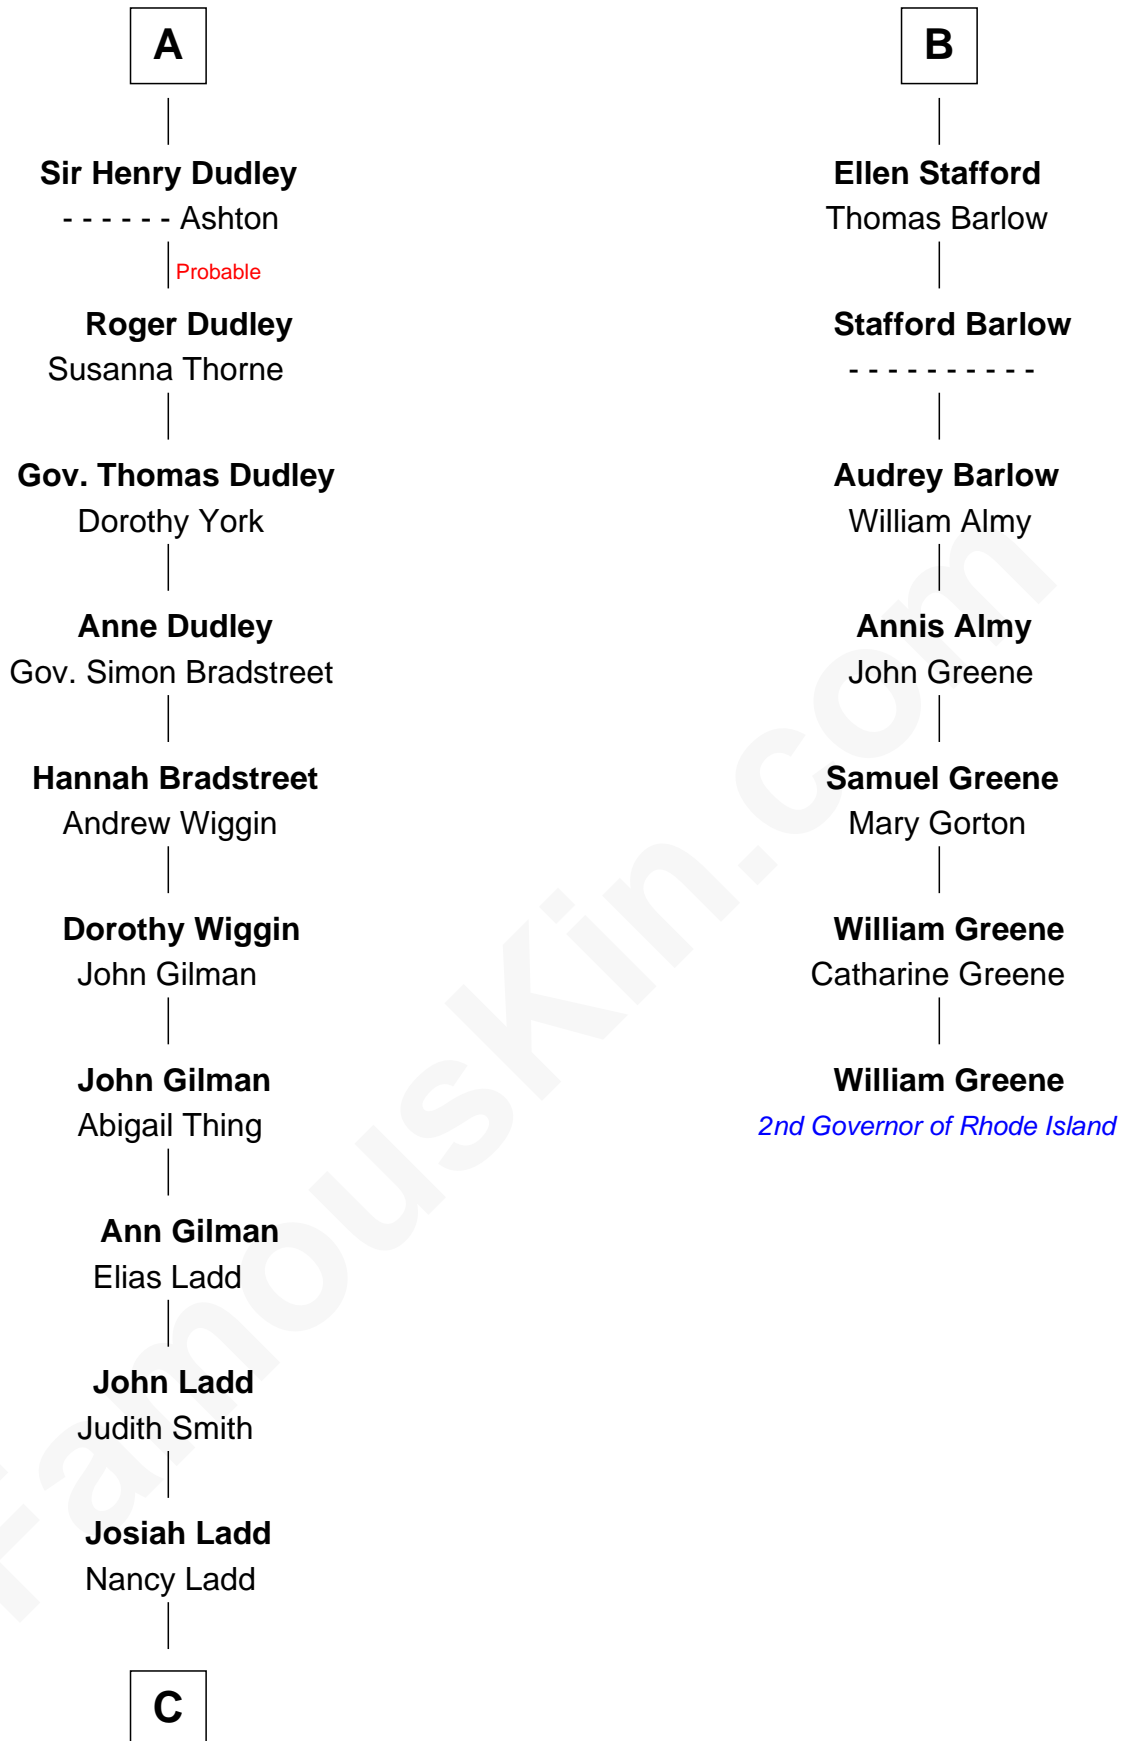 A
Sir Henry Dudley
- - - - - - Ashton
Probable
Roger Dudley
Susanna Thorne
Gov. Thomas Dudley
Dorothy York
Anne Dudley
Gov. Simon Bradstreet
Hannah Bradstreet
Andrew Wiggin
Dorothy Wiggin
John Gilman
John Gilman
Abigail Thing
Ann Gilman
Elias Ladd
John Ladd
Judith Smith
Josiah Ladd
Nancy Ladd
C
B
Ellen Stafford
Thomas Barlow
Stafford Barlow
- - - - - - - - - -
Audrey Barlow
William Almy
Annis Almy
John Greene
Samuel Greene
Mary Gorton
William Greene
Catharine Greene
William Greene
2nd Governor of Rhode Island
FamousKin.com